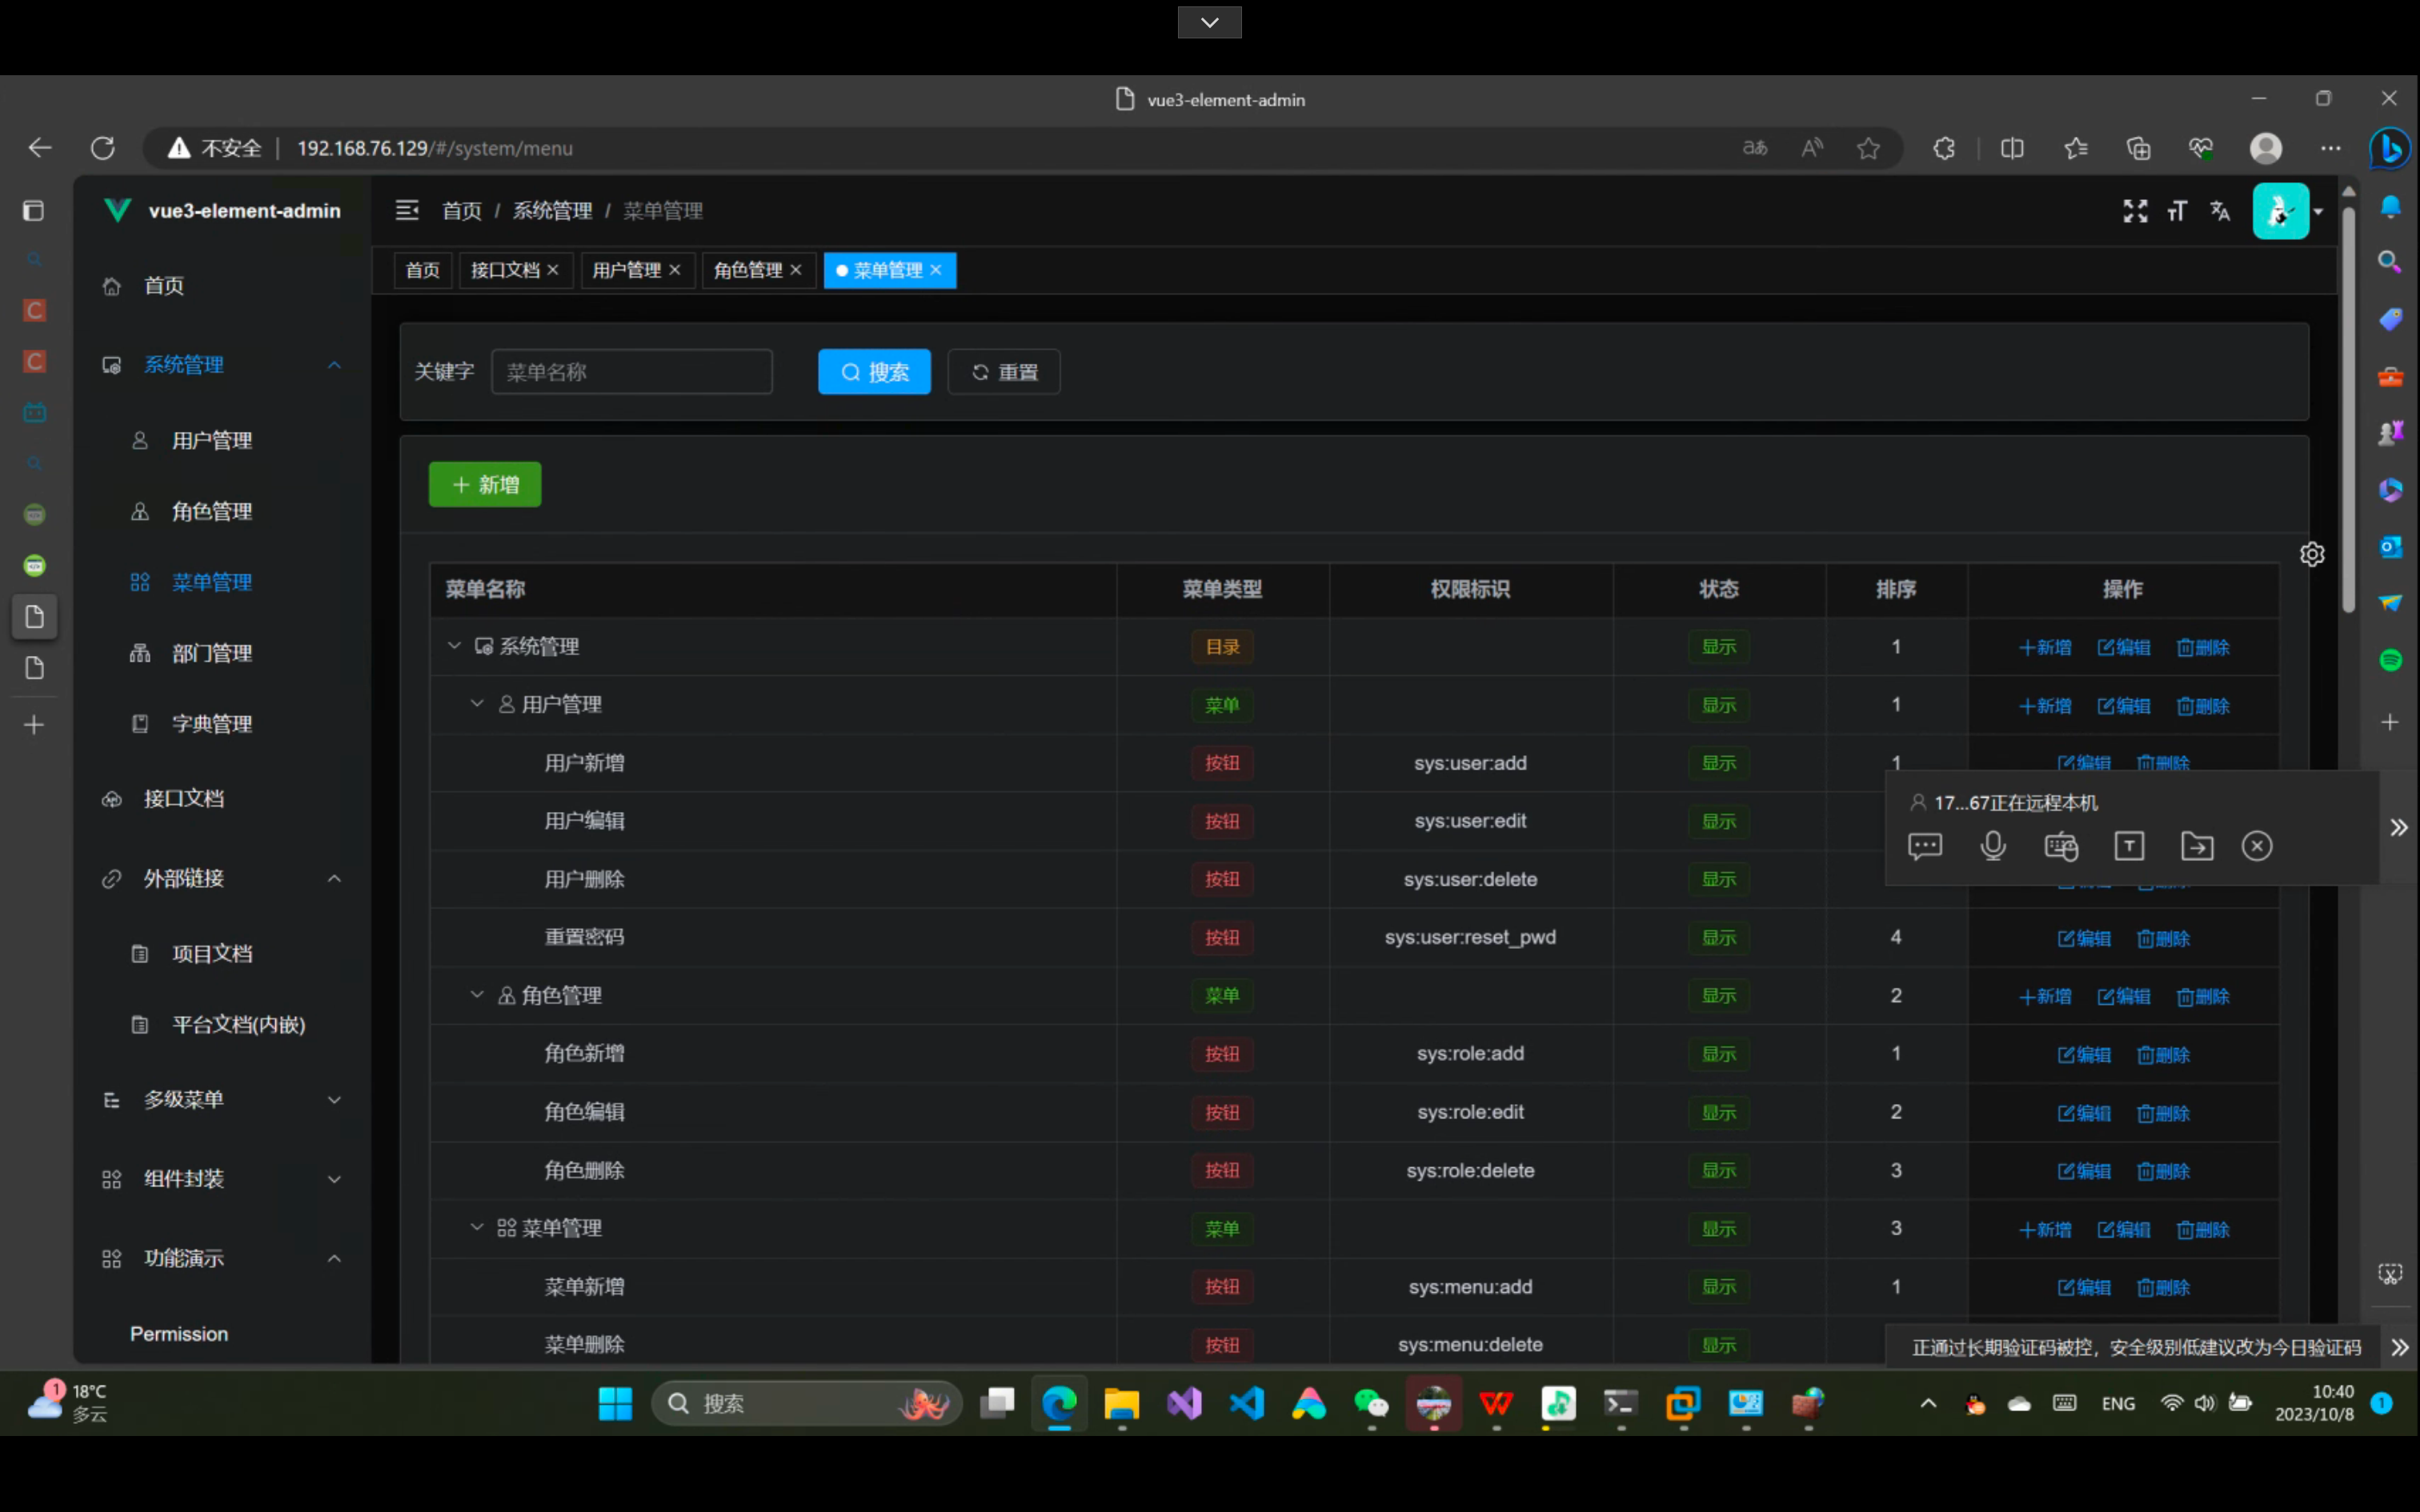 vue3-element-admin
不安全 192.168.76.129/#/system/menu
vue3-element-admin
首页 / 系统管理 / 菜单管理
首页 接口文档 用户管理 角色管理 菜单管理
首页
系统管理
用户管理
角色管理
菜单管理
部门管理
字典管理
接口文档
外部链接
项目文档
平台文档(内嵌)
多级菜单
组件封装
功能演示
Permission
关键字 菜单名称 搜索 重置
新增
菜单名称 菜单类型 权限标识 状态 排序 操作
系统管理 目录 显示 1 新增 编辑 删除
用户管理 菜单 显示 1 新增 编辑 删除
用户新增 按钮 sys:user:add 显示 1 编辑 删除
用户编辑 按钮 sys:user:edit 显示
用户删除 按钮 sys:user:delete 显示
重置密码 按钮 sys:user:reset_pwd 显示 4 编辑 删除
角色管理 菜单 显示 2 新增 编辑 删除
角色新增 按钮 sys:role:add 显示 1 编辑 删除
角色编辑 按钮 sys:role:edit 显示 2 编辑 删除
角色删除 按钮 sys:role:delete 显示 3 编辑 删除
菜单管理 菜单 显示 3 新增 编辑 删除
菜单新增 按钮 sys:menu:add 显示 1 编辑 删除
菜单删除 按钮 sys:menu:delete 显示
17...67正在远程本机
正通过长期验证码被控，安全级别低建议改为今日验证码
1 18°C
多云
搜索
ENG
10:40
2023/10/8
1